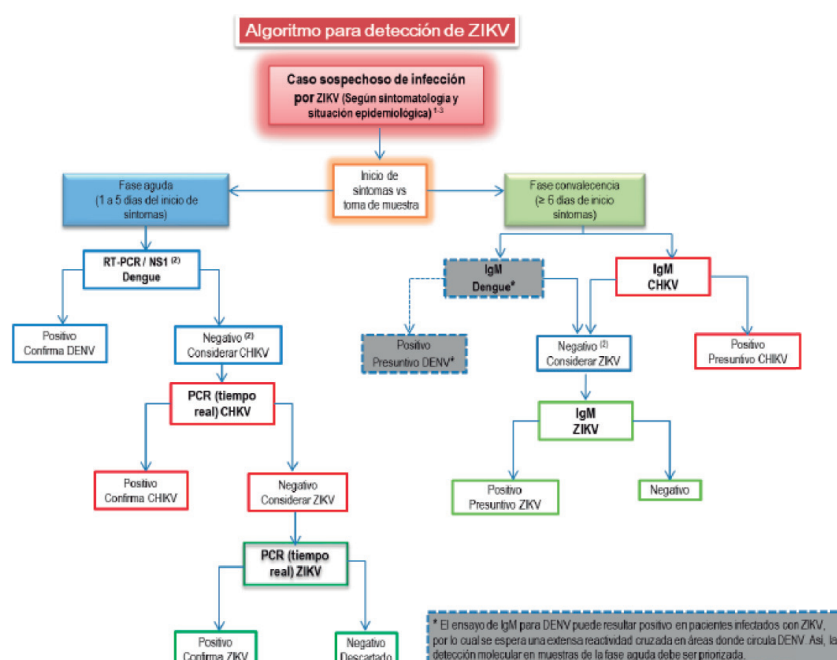 Algoritmo para detección de ZIKV
Caso sospechoso de infección
por ZIKV (Según sintomatología y
situación epidemiológica) 1-3
Inicio de
síntomas vs
toma de muestra
Fase aguda
(1 a 5 días del inicio de
síntomas)
Fase convalecencia
(≥ 6 días de inicio
síntomas)
RT-PCR / NS1 (2)
Dengue
IgM
Dengue*
IgM
CHKV
Positivo
Confirma DENV
Negativo (2)
Considerar CHIKV
Positivo
Presuntivo DENV*
Negativo (2)
Considerar ZIKV
Positivo
Presuntivo CHIKV
PCR (tiempo
real) CHKV
IgM
ZIKV
Positivo
Confirma CHIKV
Negativo
Considerar ZIKV
Positivo
Presuntivo ZIKV
Negativo
PCR (tiempo
real) ZIKV
Positivo
Confirma ZIKV
Negativo
Descartado
* El ensayo de IgM para DENV puede resultar positivo en pacientes infectados con ZIKV,
por lo cual se espera una extensa reactividad cruzada en áreas donde circula DENV. Así, la
detección molecular en muestras de la fase aguda debe ser priorizada.